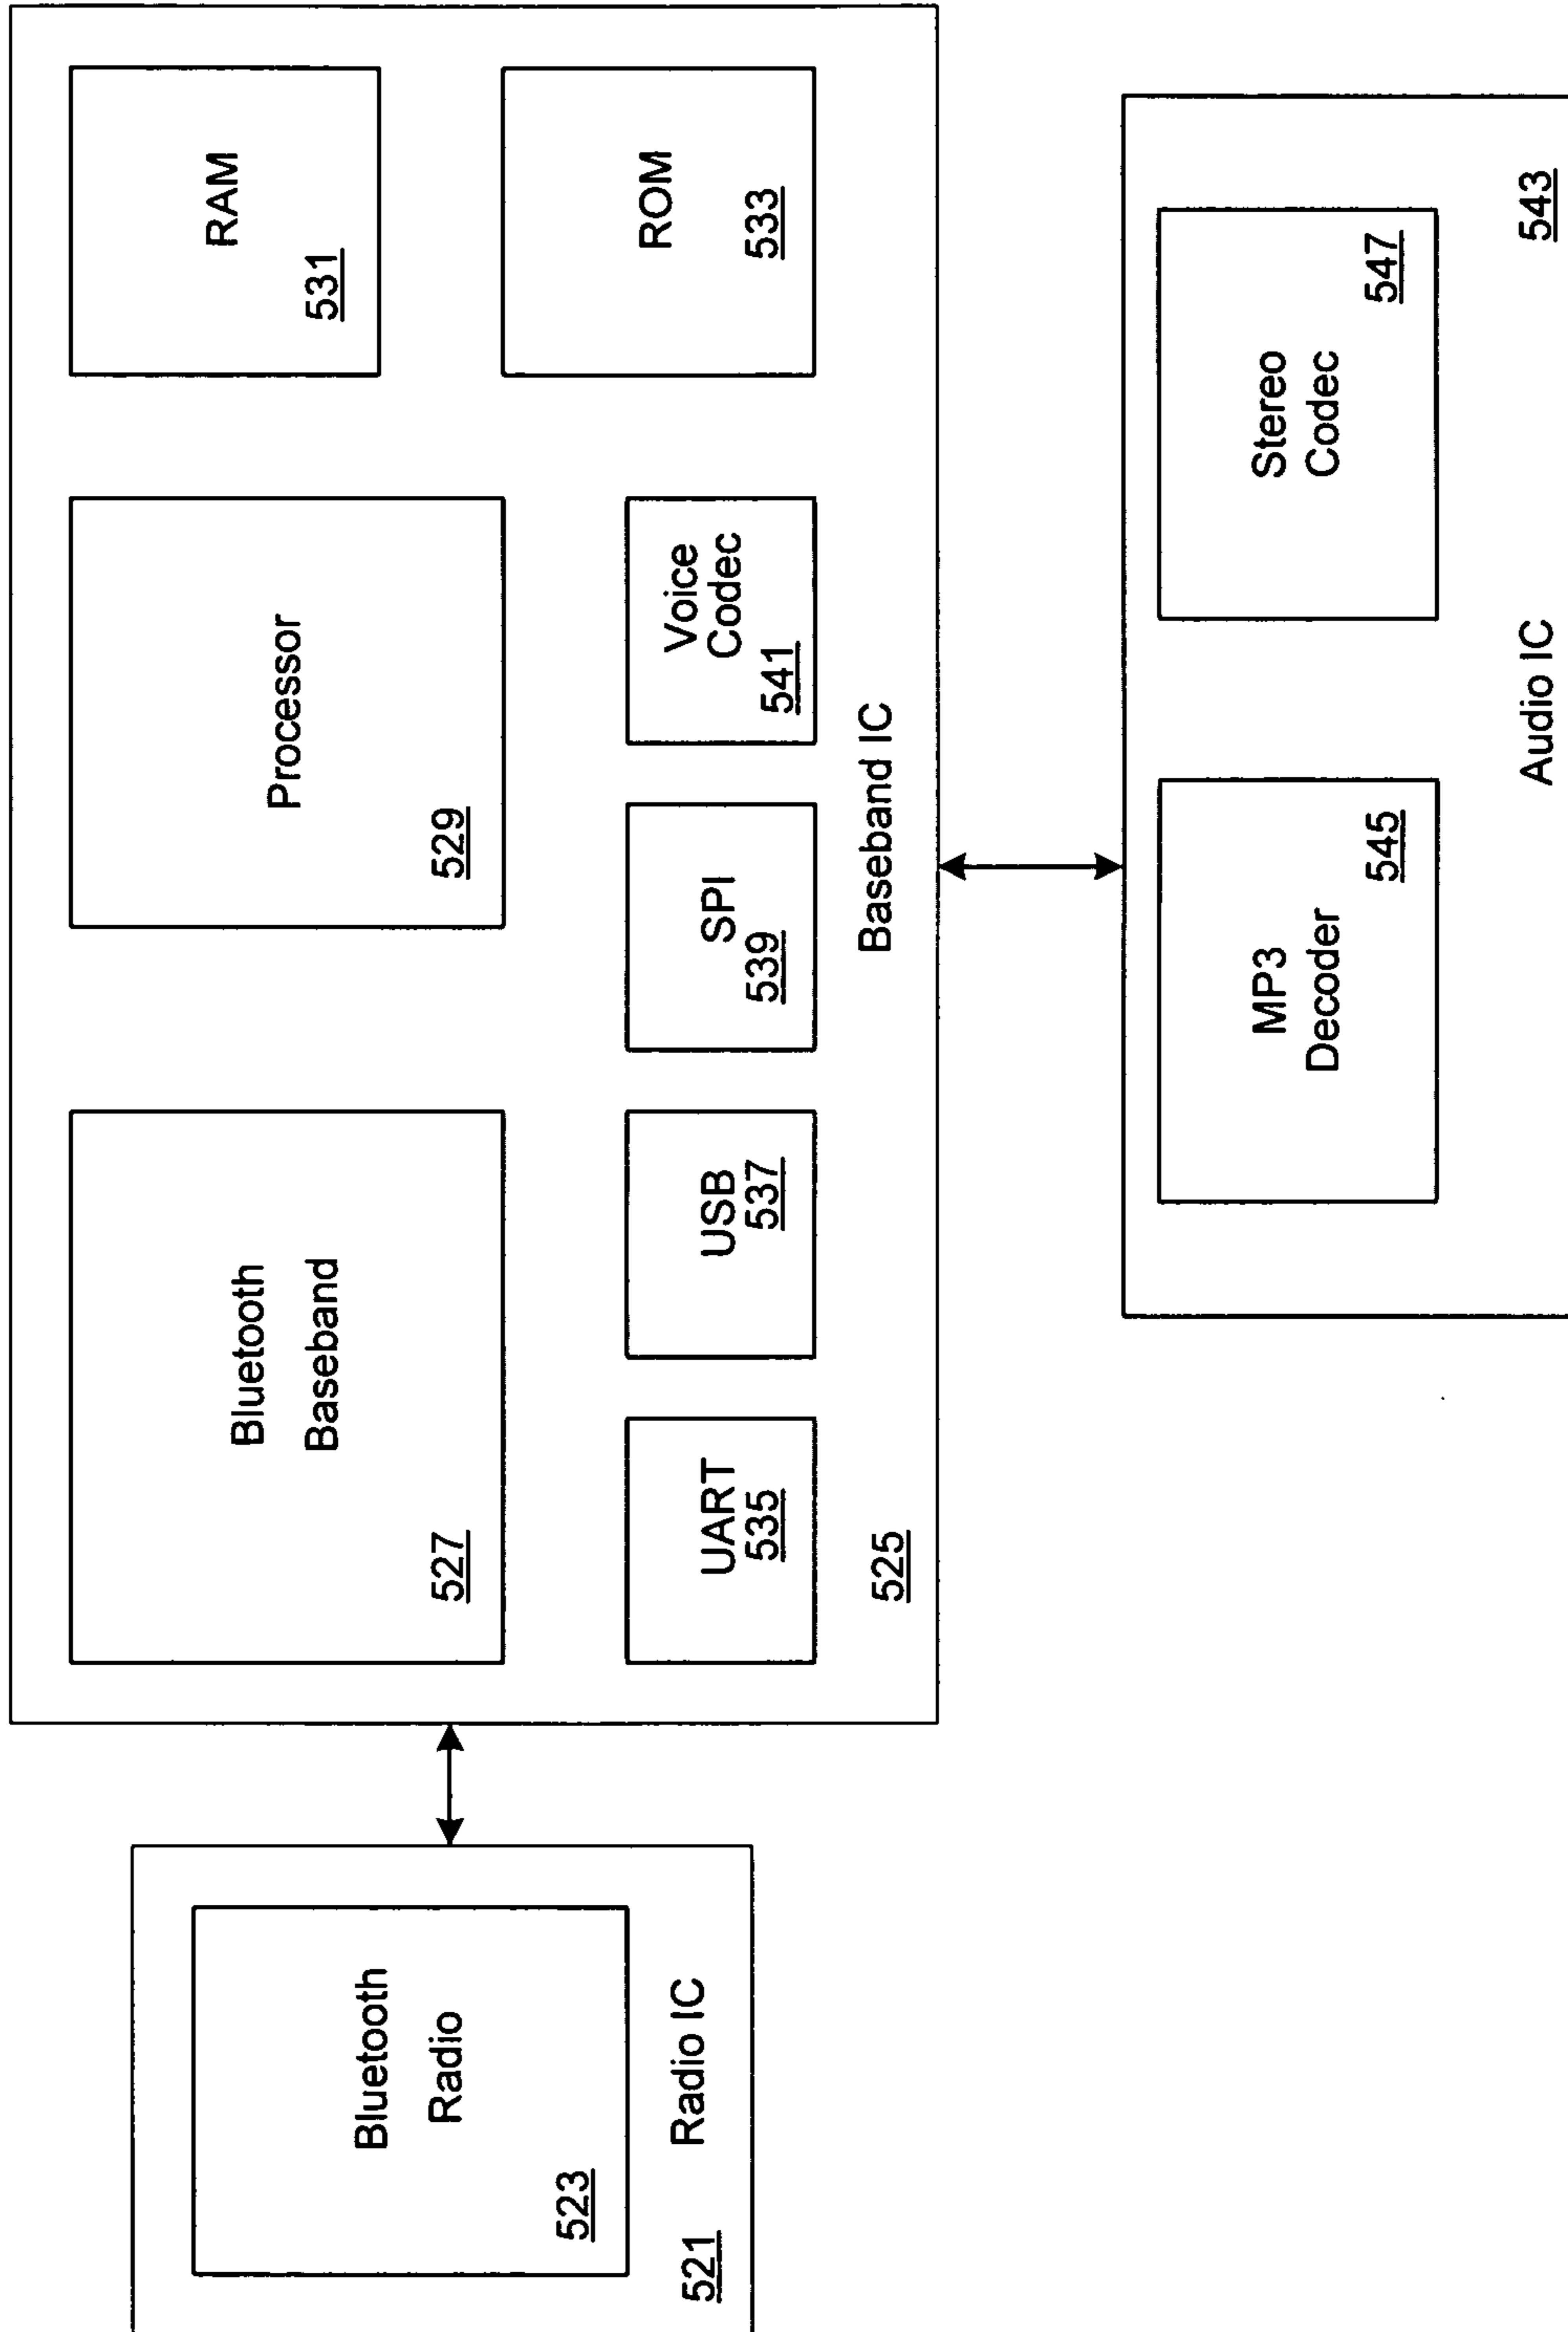 Bluetooth
Radio
523
Radio IC
521
Bluetooth
Baseband
527
Processor
529
RAM
531
ROM
533
UART
535
USB
537
SPI
539
Voice
Codec
541
525
Baseband IC
MP3
Decoder
545
Stereo
Codec
547
Audio IC
543